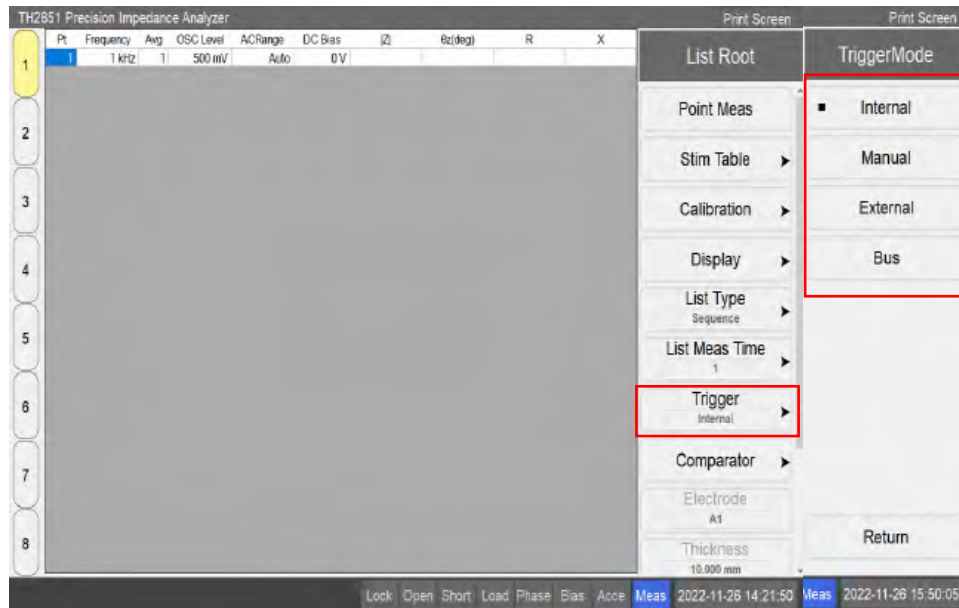 TH2851 Precision Impedance Analyzer
Print Screen
Print Screen
Pt Frequency Avg OSC Level ACRange DC Bias |Z| θz(deg) R X
1 1 kHz 1 500 mV Auto 0 V
1
2
3
4
5
6
7
8
List Root
Point Meas
Stim Table
Calibration
Display
List Type
Sequence
List Meas Time
1
Trigger
Internal
Comparator
Electrode
A1
Thickness
10.000 mm
TriggerMode
Internal
Manual
External
Bus
Return
Lock Open Short Load Phase Bias Acce Meas 2022-11-26 14:21:50
Meas 2022-11-26 15:50:05